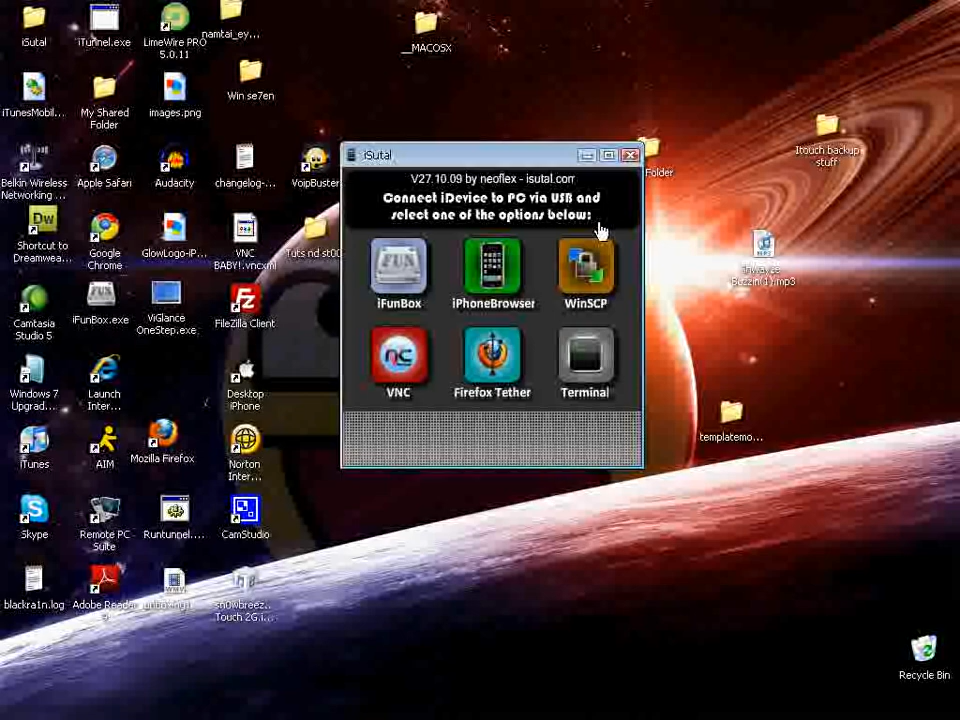 iSutal
iTunnel.exe
LimeWire PRO
5.0.11
namtai_ey...
__MACOSX
iTunesMobil...
My Shared
Folder
images.png
Win se7en
Belkin Wireless
Networking ...
Apple Safari
Audacity
changelog-...
VoipBuster
Shortcut to
Dreamwea...
Google
Chrome
GlowLogo-iP...
VNC
BABY!.vncxml
Tuts nd st00
Camtasia
Studio 5
iFunBox.exe
ViGlance
OneStep.exe
FileZilla Client
Windows 7
Upgrad...
Launch
Inter...
Desktop
iPhone
iTunes
AIM
Mozilla Firefox
Norton
Inter...
Skype
Remote PC
Suite
Runtunnel....
CamStudio
blackra1n.log
Adobe Reader
9
sn0wbreez...
Touch 2G.i...
iSutal
V27.10.09 by neoflex - isutal.com
Connect iDevice to PC via USB and
select one of the options below:
FUN
iFunBox
iPhoneBrowser
WinSCP
VNC
Firefox Tether
Terminal
Folder
Itouch backup
stuff
Buzzin(1).mp3
templatemo...
Recycle Bin